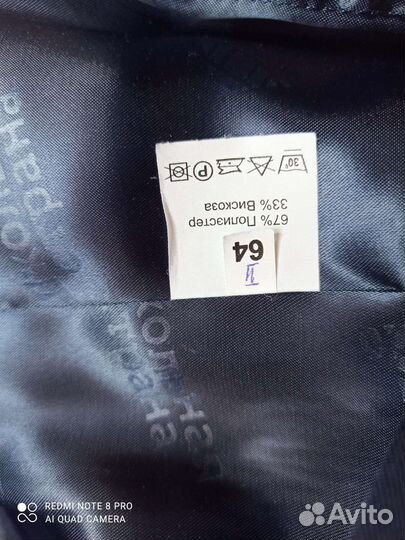 64
67% Полиэстер
33% Вискоза
30° P
REDMI NOTE 8 PRO
AI QUAD CAMERA
Avito